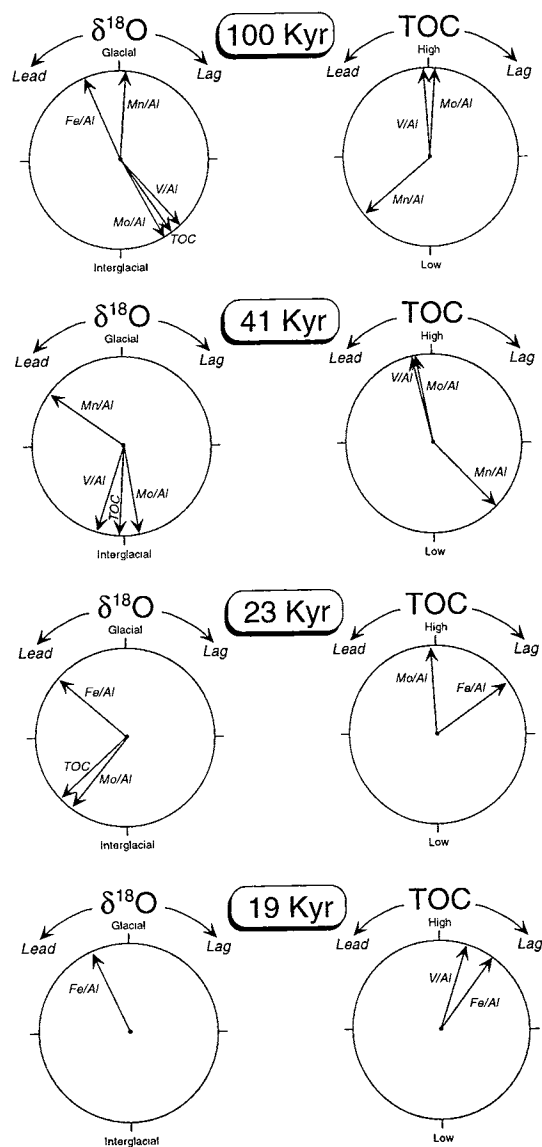 δ¹⁸O 100 Kyr TOC
Glacial High
Lead Lag Lead Lag
Fe/Al Mn/Al V/Al Mo/Al
V/Al
Mn/Al
Mo/Al TOC
Interglacial Low
δ¹⁸O 41 Kyr TOC
Glacial High
Lead Lag Lead Lag
Mn/Al V/Al Mo/Al
V/Al TOC Mo/Al Mn/Al
Interglacial Low
δ¹⁸O 23 Kyr TOC
Glacial High
Lead Lag Lead Lag
Fe/Al Mo/Al Fe/Al
TOC Mo/Al
Interglacial Low
δ¹⁸O 19 Kyr TOC
Glacial High
Lead Lag Lead Lag
Fe/Al V/Al Fe/Al
Interglacial Low